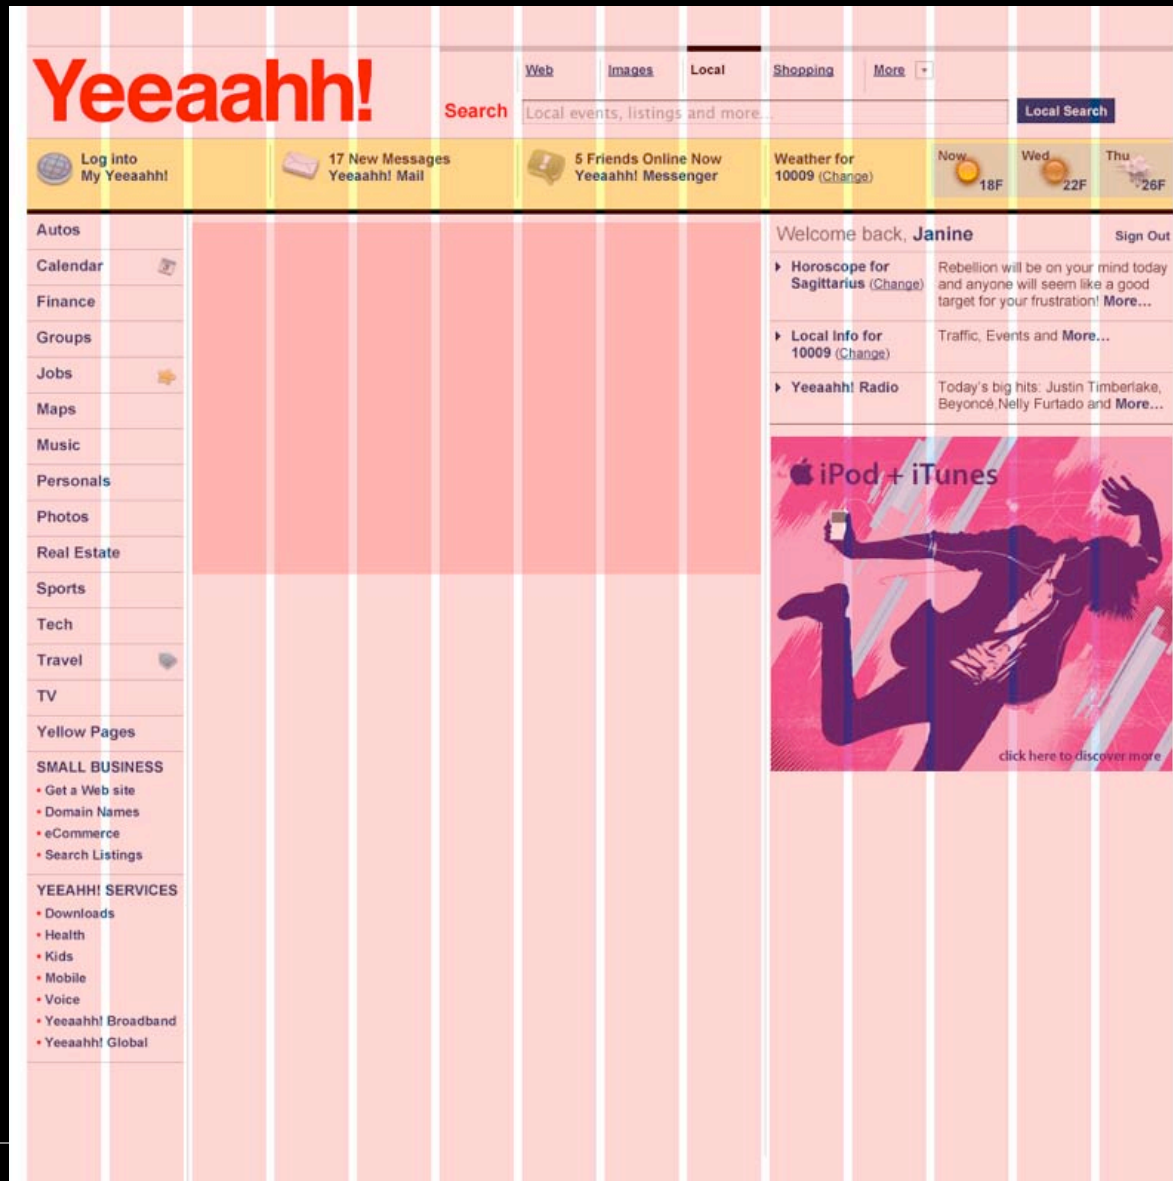 Yeeaahh!
Web
Images
Local
Shopping
More
Search
Local events, listings and more...
Local Search
Log into
My Yeeaahh!
17 New Messages
Yeeaahh! Mail
5 Friends Online Now
Yeeaahh! Messenger
Weather for
10009 (Change)
Now
18F
Wed
22F
Thu
26F
Autos
Calendar
Finance
Groups
Jobs
Maps
Music
Personals
Photos
Real Estate
Sports
Tech
Travel
TV
Yellow Pages
SMALL BUSINESS
• Get a Web site
• Domain Names
• eCommerce
• Search Listings
YEEAHH! SERVICES
• Downloads
• Health
• Kids
• Mobile
• Voice
• Yeeaahh! Broadband
• Yeeaahh! Global
Welcome back, Janine
Sign Out
Horoscope for
Sagittarius (Change)
Rebellion will be on your mind today
and anyone will seem like a good
target for your frustration! More...
Local Info for
10009 (Change)
Traffic, Events and More...
Yeeaahh! Radio
Today's big hits: Justin Timberlake,
Beyoncé,Nelly Furtado and More...
iPod + iTunes
click here to discover more